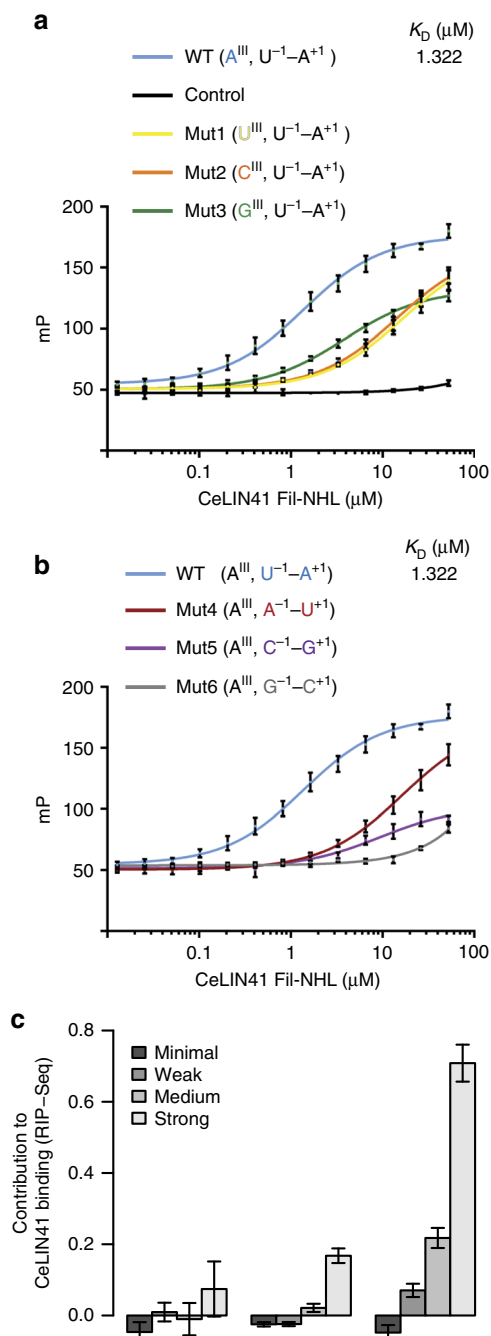 a
K_D (μM)
WT (A^III, U^−1–A^+1) 1.322
Control
Mut1 (U^III, U^−1–A^+1)
Mut2 (C^III, U^−1–A^+1)
Mut3 (G^III, U^−1–A^+1)
200
150
100
50
mP
0.1 1 10 100
CeLIN41 Fil-NHL (μM)
b
K_D (μM)
WT (A^III, U^−1–A^+1) 1.322
Mut4 (A^III, A^−1–U^+1)
Mut5 (A^III, C^−1–G^+1)
Mut6 (A^III, G^−1–C^+1)
200
150
100
50
mP
0.1 1 10 100
CeLIN41 Fil-NHL (μM)
c
0.8
0.6
0.4
0.2
0.0
Contribution to
CeLIN41 binding (RIP–Seq)
Minimal
Weak
Medium
Strong